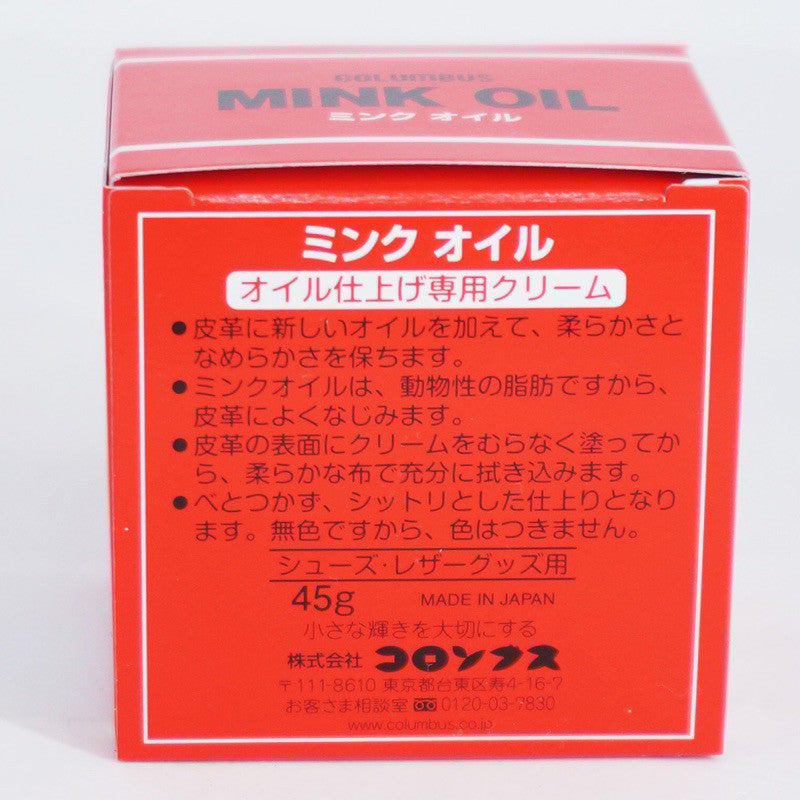 COLUMBUS
MINK OIL
ミンク オイル
ミンク オイル
オイル仕上げ専用クリーム
●皮革に新しいオイルを加えて、柔らかさと
なめらかさを保ちます。
●ミンクオイルは、動物性の脂肪ですから、
皮革によくなじみます。
●皮革の表面にクリームをむらなく塗ってか
ら、柔らかな布で充分に拭き込みます。
●べとつかず、シットリとした仕上りとなり
ます。無色ですから、色はつきません。
シューズ・レザーグッズ用
45g MADE IN JAPAN
小さな輝きを大切にする
株式会社 コロンブス
〒111-8610 東京都台東区寿4-16-7
お客さま相談室 0120-03-7830
www.columbus.co.jp